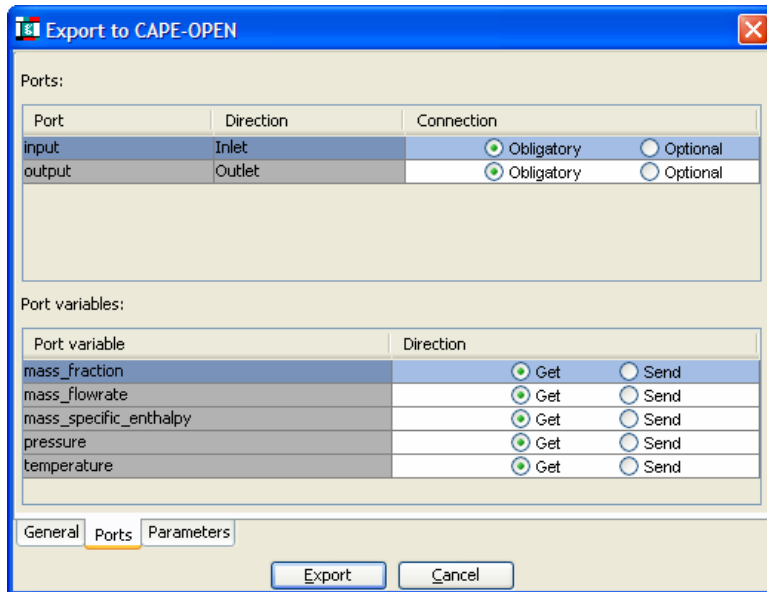 Export to CAPE-OPEN
Ports:
Port Direction Connection
input Inlet Obligatory Optional
output Outlet Obligatory Optional
Port variables:
Port variable Direction
mass_fraction Get Send
mass_flowrate Get Send
mass_specific_enthalpy Get Send
pressure Get Send
temperature Get Send
General Ports Parameters
Export Cancel